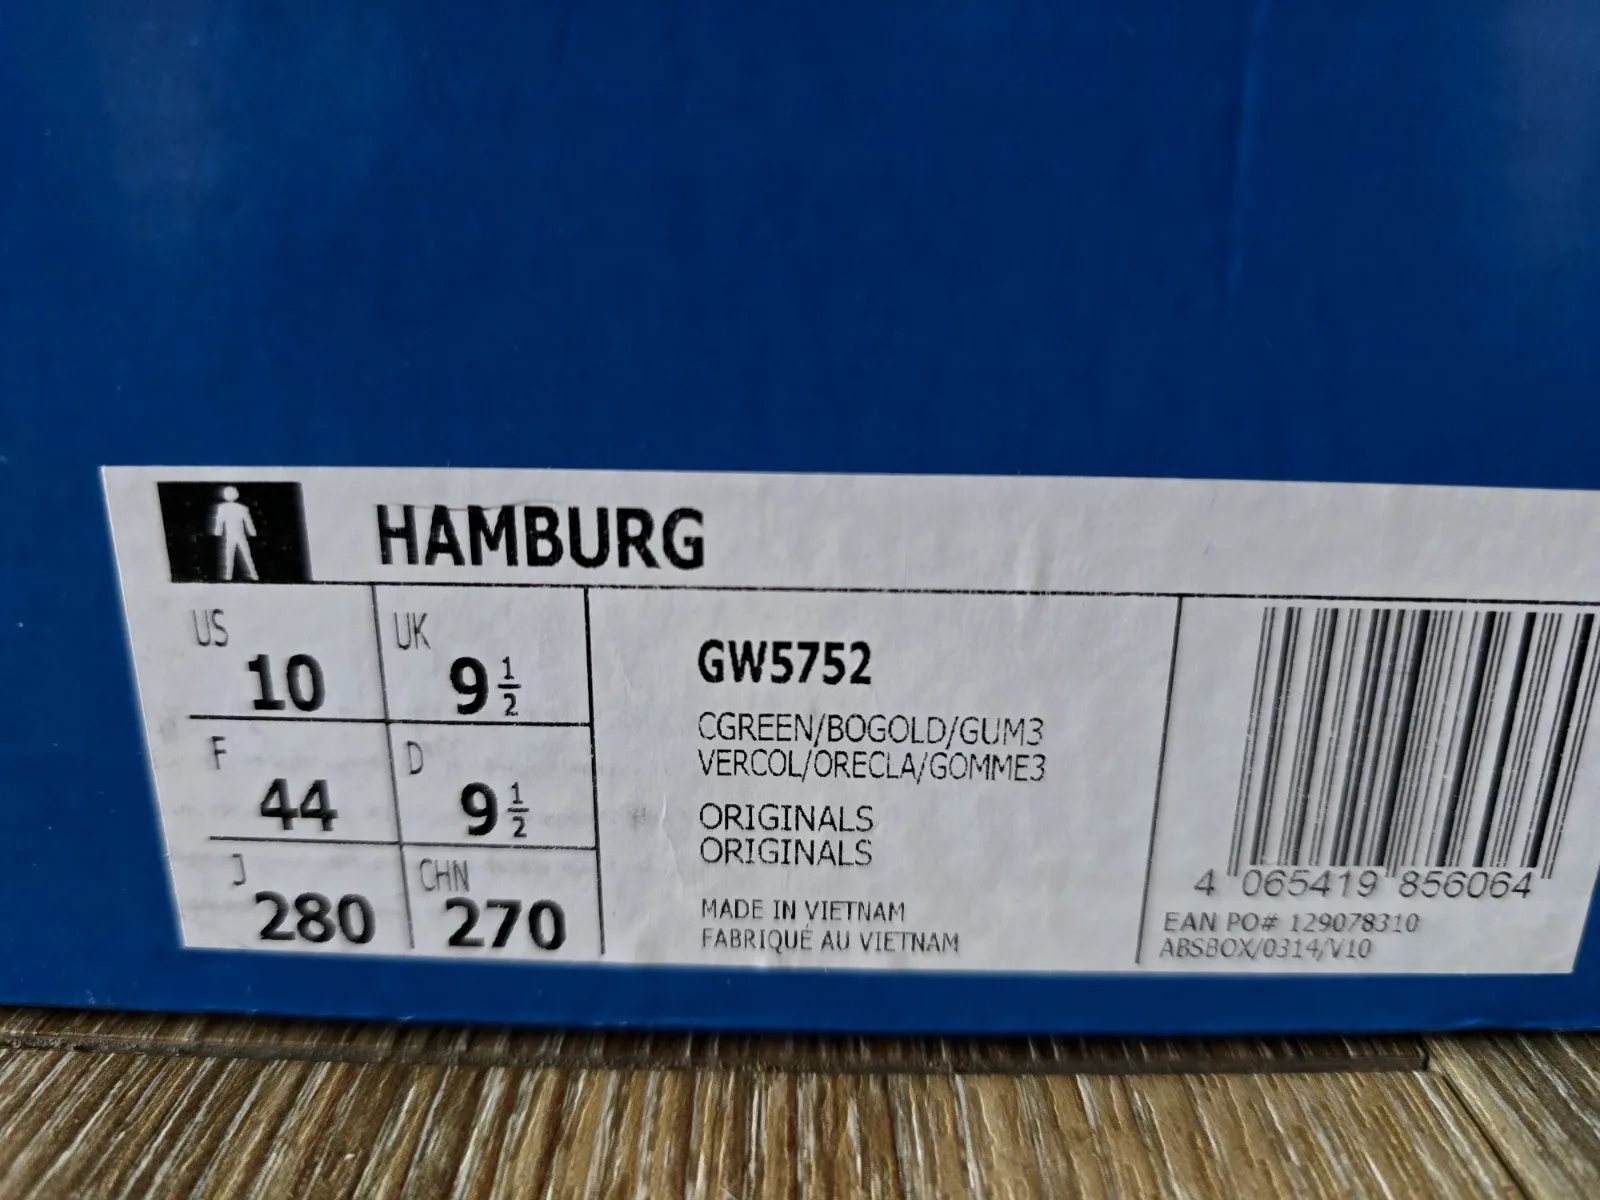 HAMBURG
US 10 UK 9 1/2
F 44 D 9 1/2
J 280 CHN 270
GW5752
CGREEN/BOGOLD/GUM3
VERCOL/ORECLA/GOMME3
ORIGINALS
ORIGINALS
MADE IN VIETNAM
FABRIQUÉ AU VIETNAM
4 065419 856064
EAN PO# 129078310
ABSBOX/0314/V10